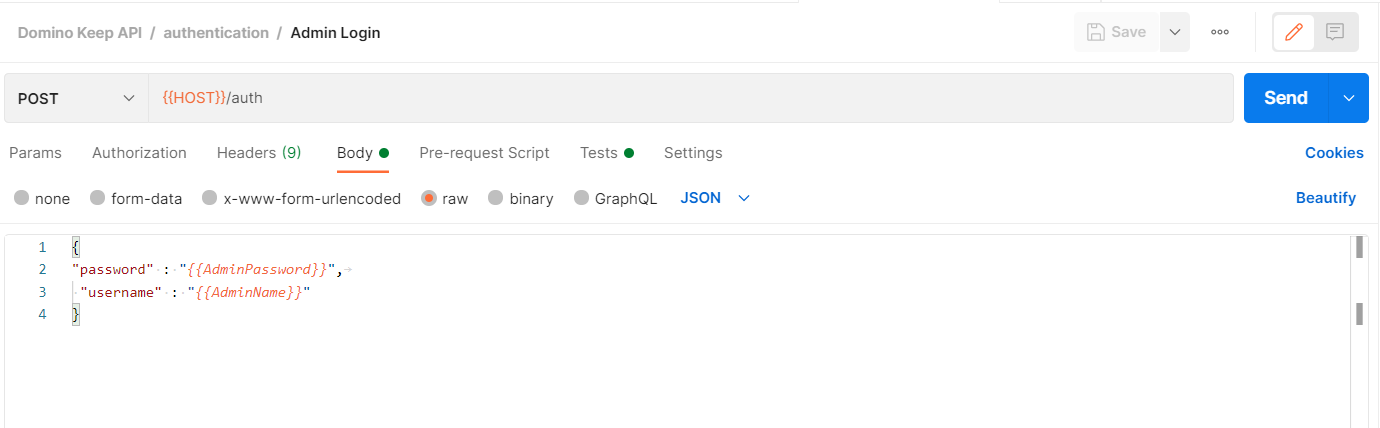 Domino Keep API / authentication / Admin Login
Save
POST
{{HOST}}/auth
Send
Params Authorization Headers (9) Body Pre-request Script Tests Settings Cookies
none form-data x-www-form-urlencoded raw binary GraphQL JSON Beautify
1 {
2 "password" : "{{AdminPassword}}",
3 "username" : "{{AdminName}}"
4 }